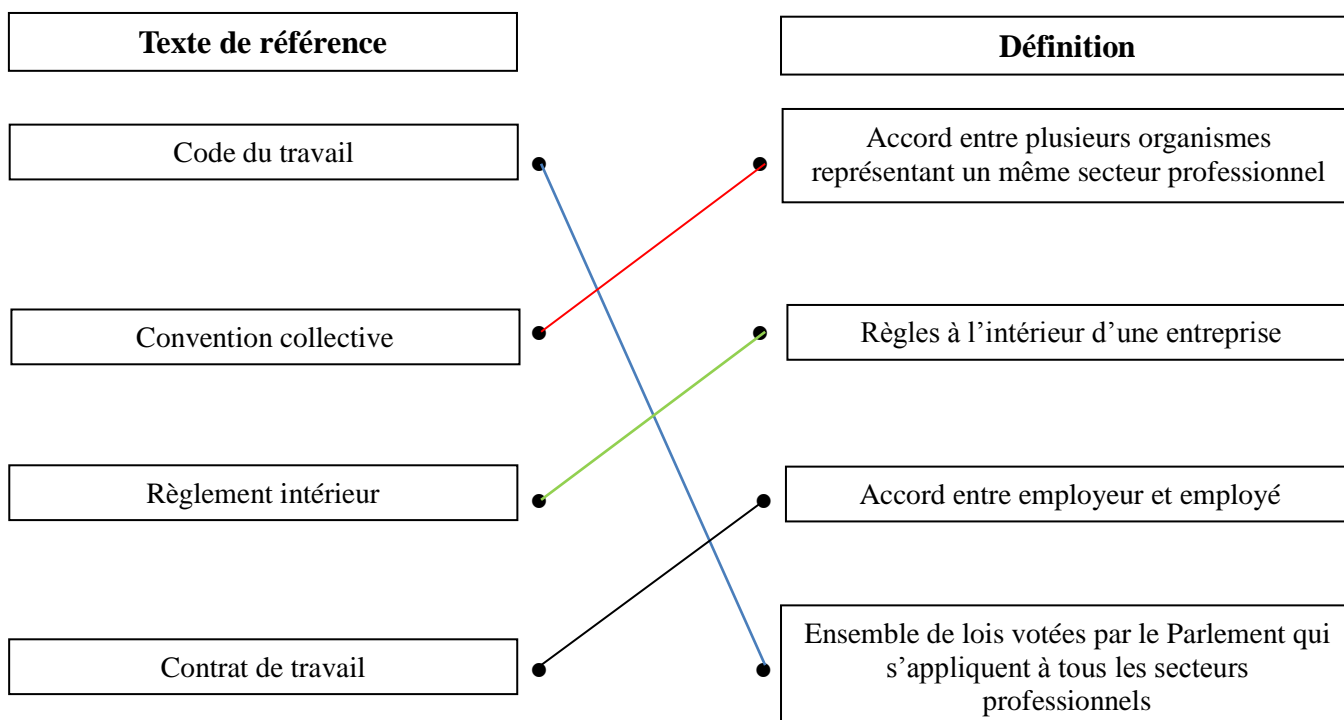 Texte de référence
Définition
Code du travail
Accord entre plusieurs organismes
représentant un même secteur professionnel
Convention collective
Règles à l’intérieur d’une entreprise
Règlement intérieur
Accord entre employeur et employé
Contrat de travail
Ensemble de lois votées par le Parlement qui
s’appliquent à tous les secteurs
professionnels